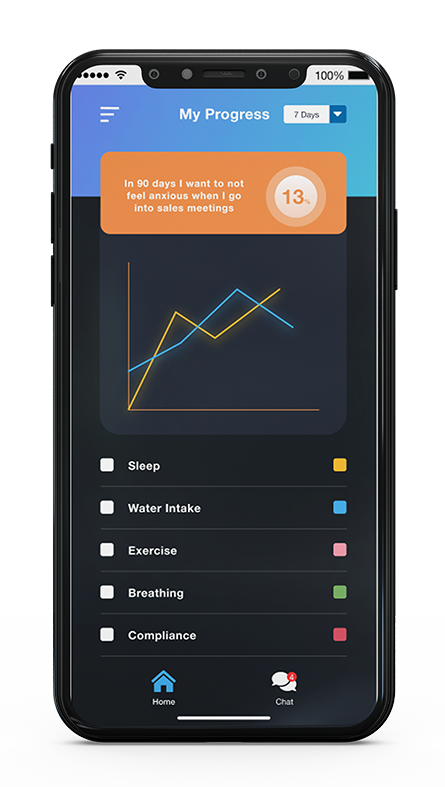 100%
My Progress
7 Days
In 90 days I want to not
feel anxious when I go
into sales meetings
13%
Sleep
Water Intake
Exercise
Breathing
Compliance
4
Home
Chat